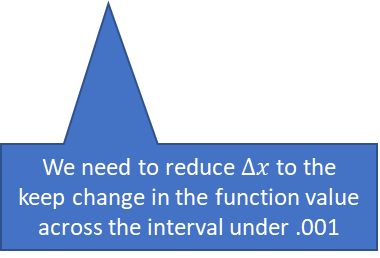 We need to reduce Δ𝑥 to the
keep change in the function value
across the interval under .001